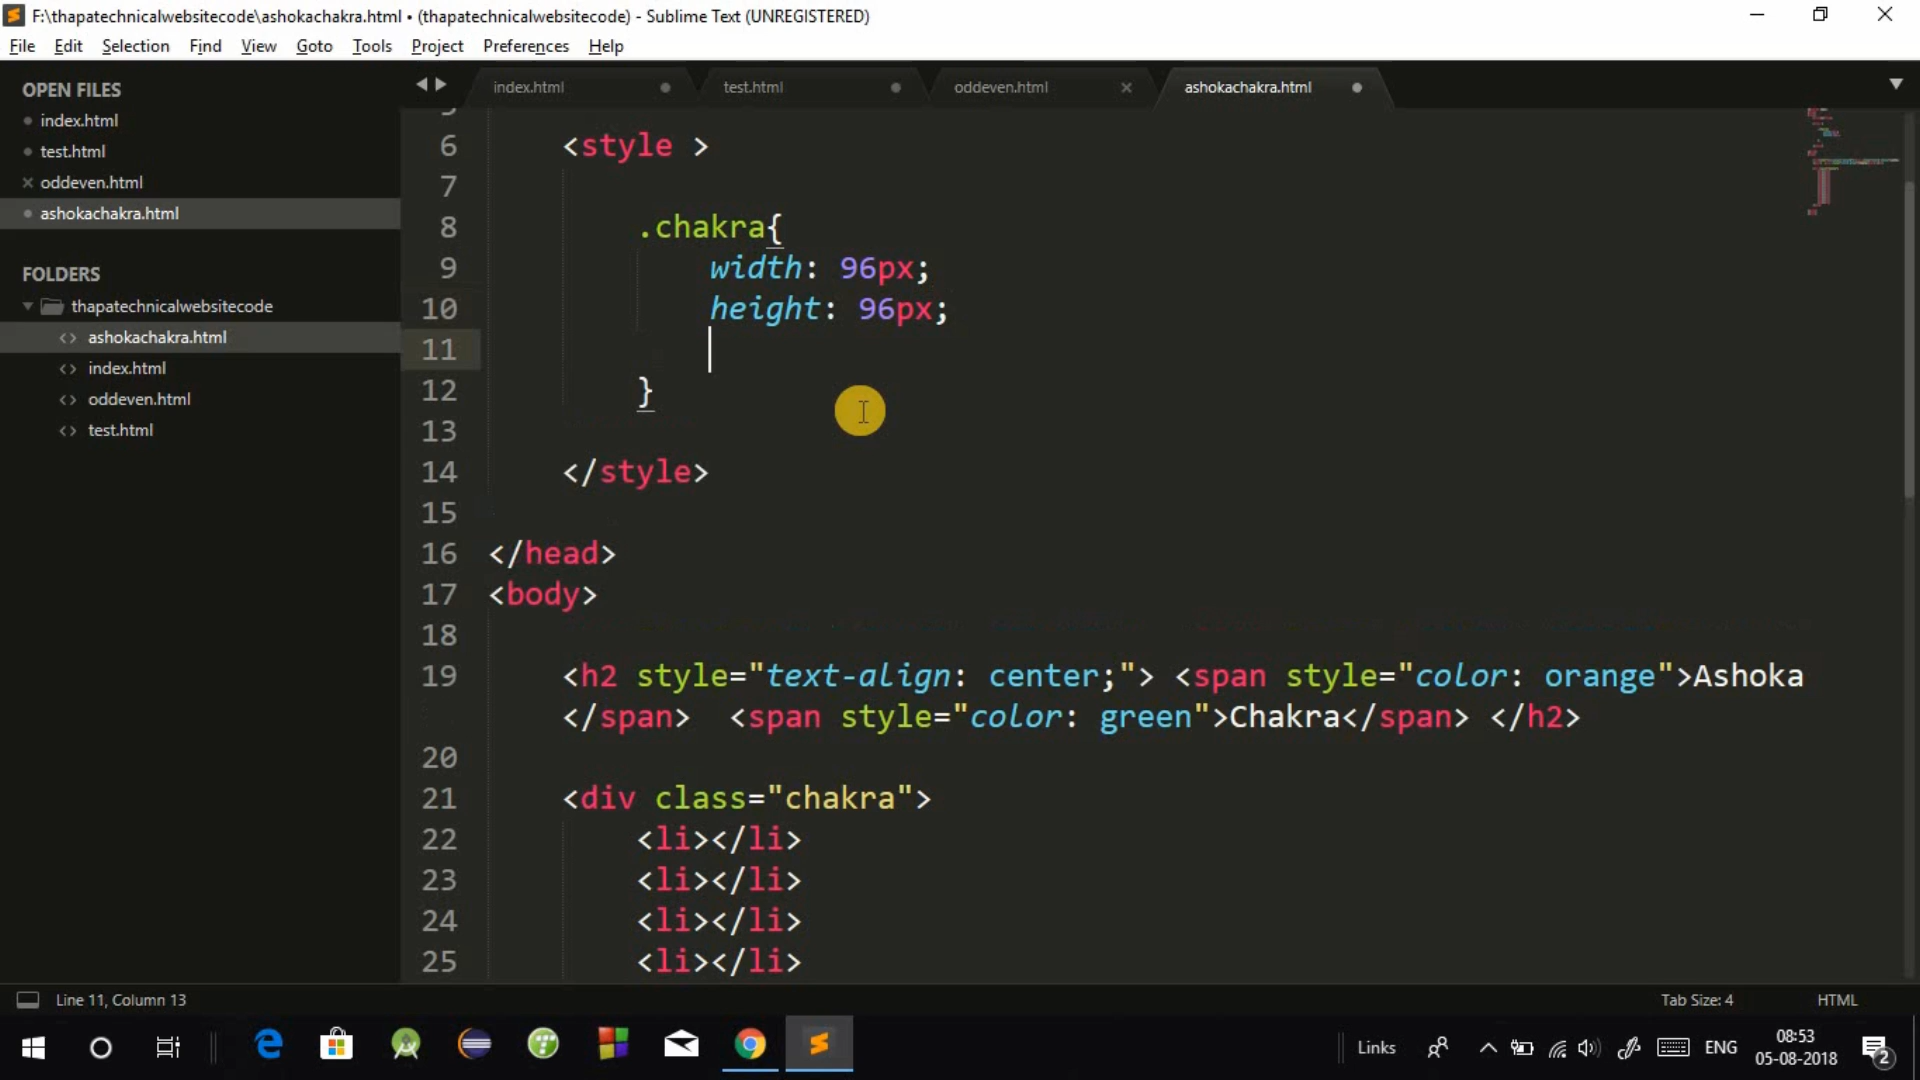 F:\thapatechnicalwebsitecode\ashokachakra.html • (thapatechnicalwebsitecode) - Sublime Text (UNREGISTERED)
File Edit Selection Find View Goto Tools Project Preferences Help
OPEN FILES
index.html
test.html
oddeven.html
ashokachakra.html
FOLDERS
thapatechnicalwebsitecode
ashokachakra.html
index.html
oddeven.html
test.html
index.html test.html oddeven.html ashokachakra.html
6 <style >
7
8 .chakra{
9 width: 96px;
10 height: 96px;
11
12 }
13
14 </style>
15
16 </head>
17 <body>
18
19 <h2 style="text-align: center;"> <span style="color: orange">Ashoka
</span> <span style="color: green">Chakra</span> </h2>
20
21 <div class="chakra">
22 <li></li>
23 <li></li>
24 <li></li>
25 <li></li>
Line 11, Column 13 Tab Size: 4 HTML
Links ENG 08:53
05-08-2018 2